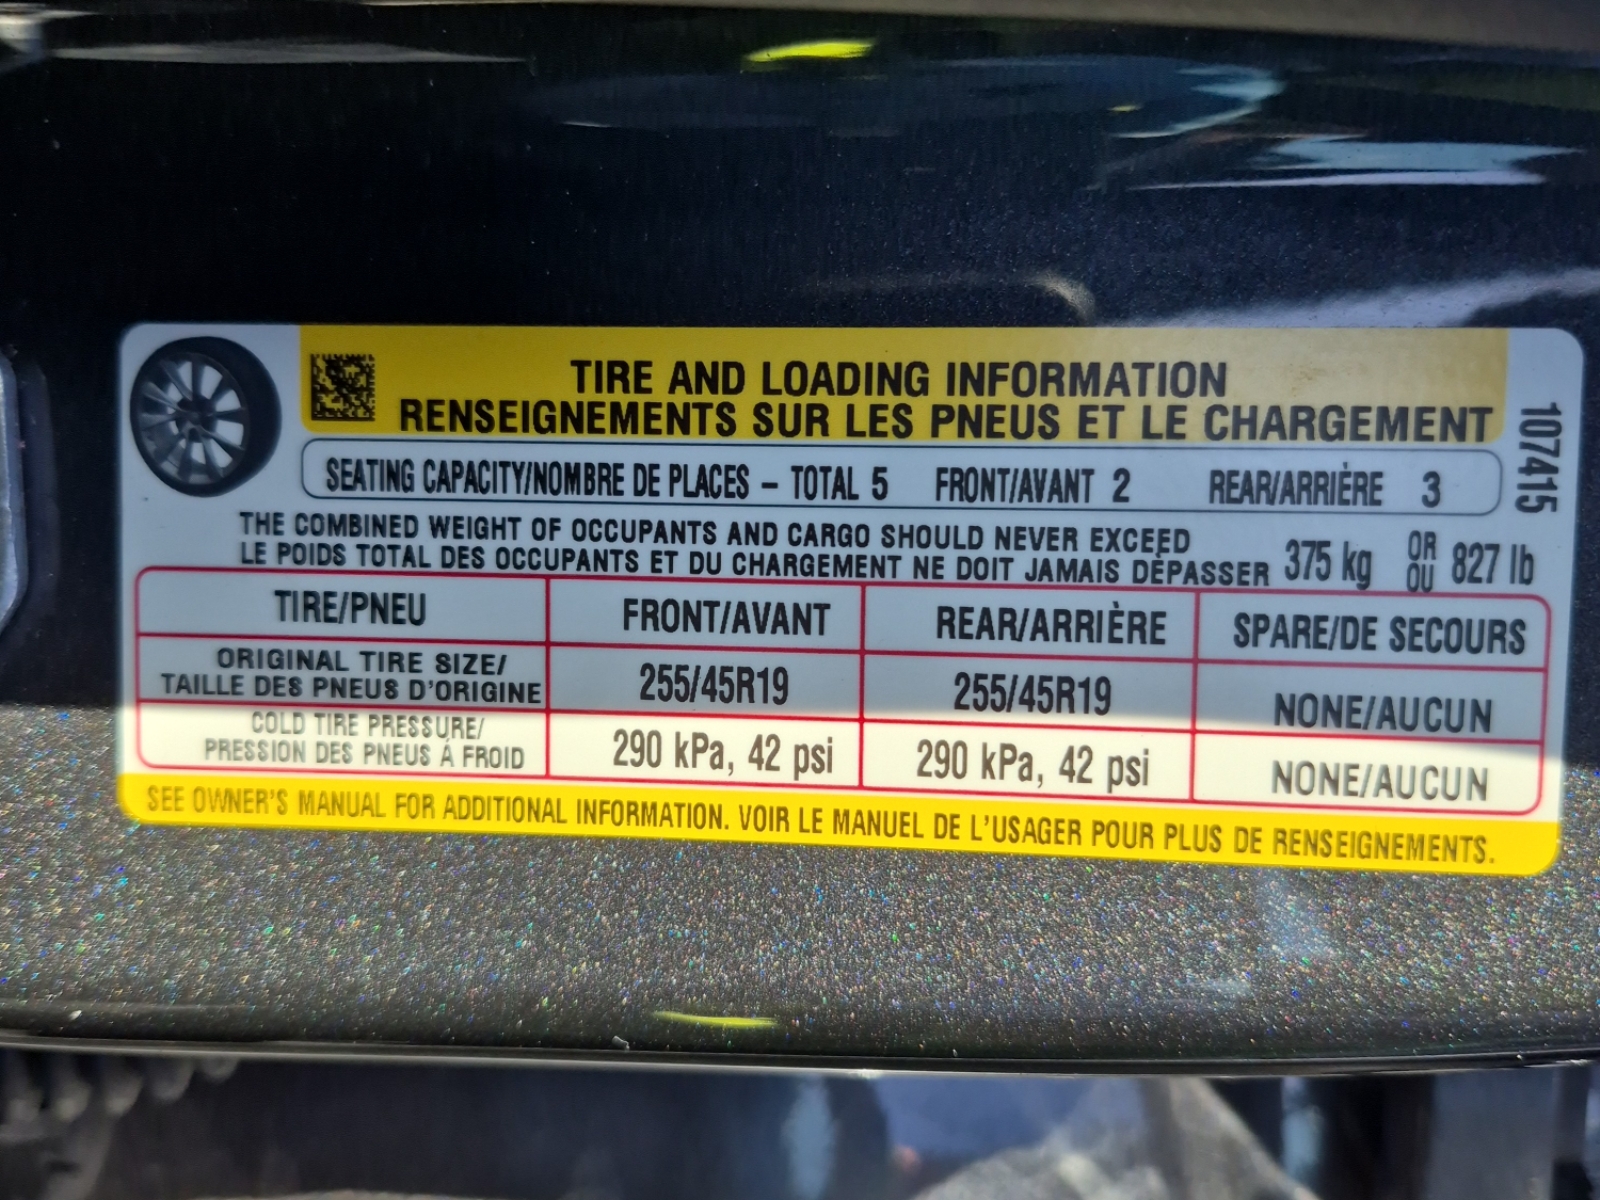 TIRE AND LOADING INFORMATION
RENSEIGNEMENTS SUR LES PNEUS ET LE CHARGEMENT
107415
SEATING CAPACITY/NOMBRE DE PLACES – TOTAL 5 FRONT/AVANT 2 REAR/ARRIÈRE 3
THE COMBINED WEIGHT OF OCCUPANTS AND CARGO SHOULD NEVER EXCEED
LE POIDS TOTAL DES OCCUPANTS ET DU CHARGEMENT NE DOIT JAMAIS DÉPASSER 375 kg OR OU 827 lb
TIRE/PNEU FRONT/AVANT REAR/ARRIÈRE SPARE/DE SECOURS
ORIGINAL TIRE SIZE/
TAILLE DES PNEUS D'ORIGINE 255/45R19 255/45R19 NONE/AUCUN
COLD TIRE PRESSURE/
PRESSION DES PNEUS À FROID 290 kPa, 42 psi 290 kPa, 42 psi NONE/AUCUN
SEE OWNER'S MANUAL FOR ADDITIONAL INFORMATION. VOIR LE MANUEL DE L'USAGER POUR PLUS DE RENSEIGNEMENTS.